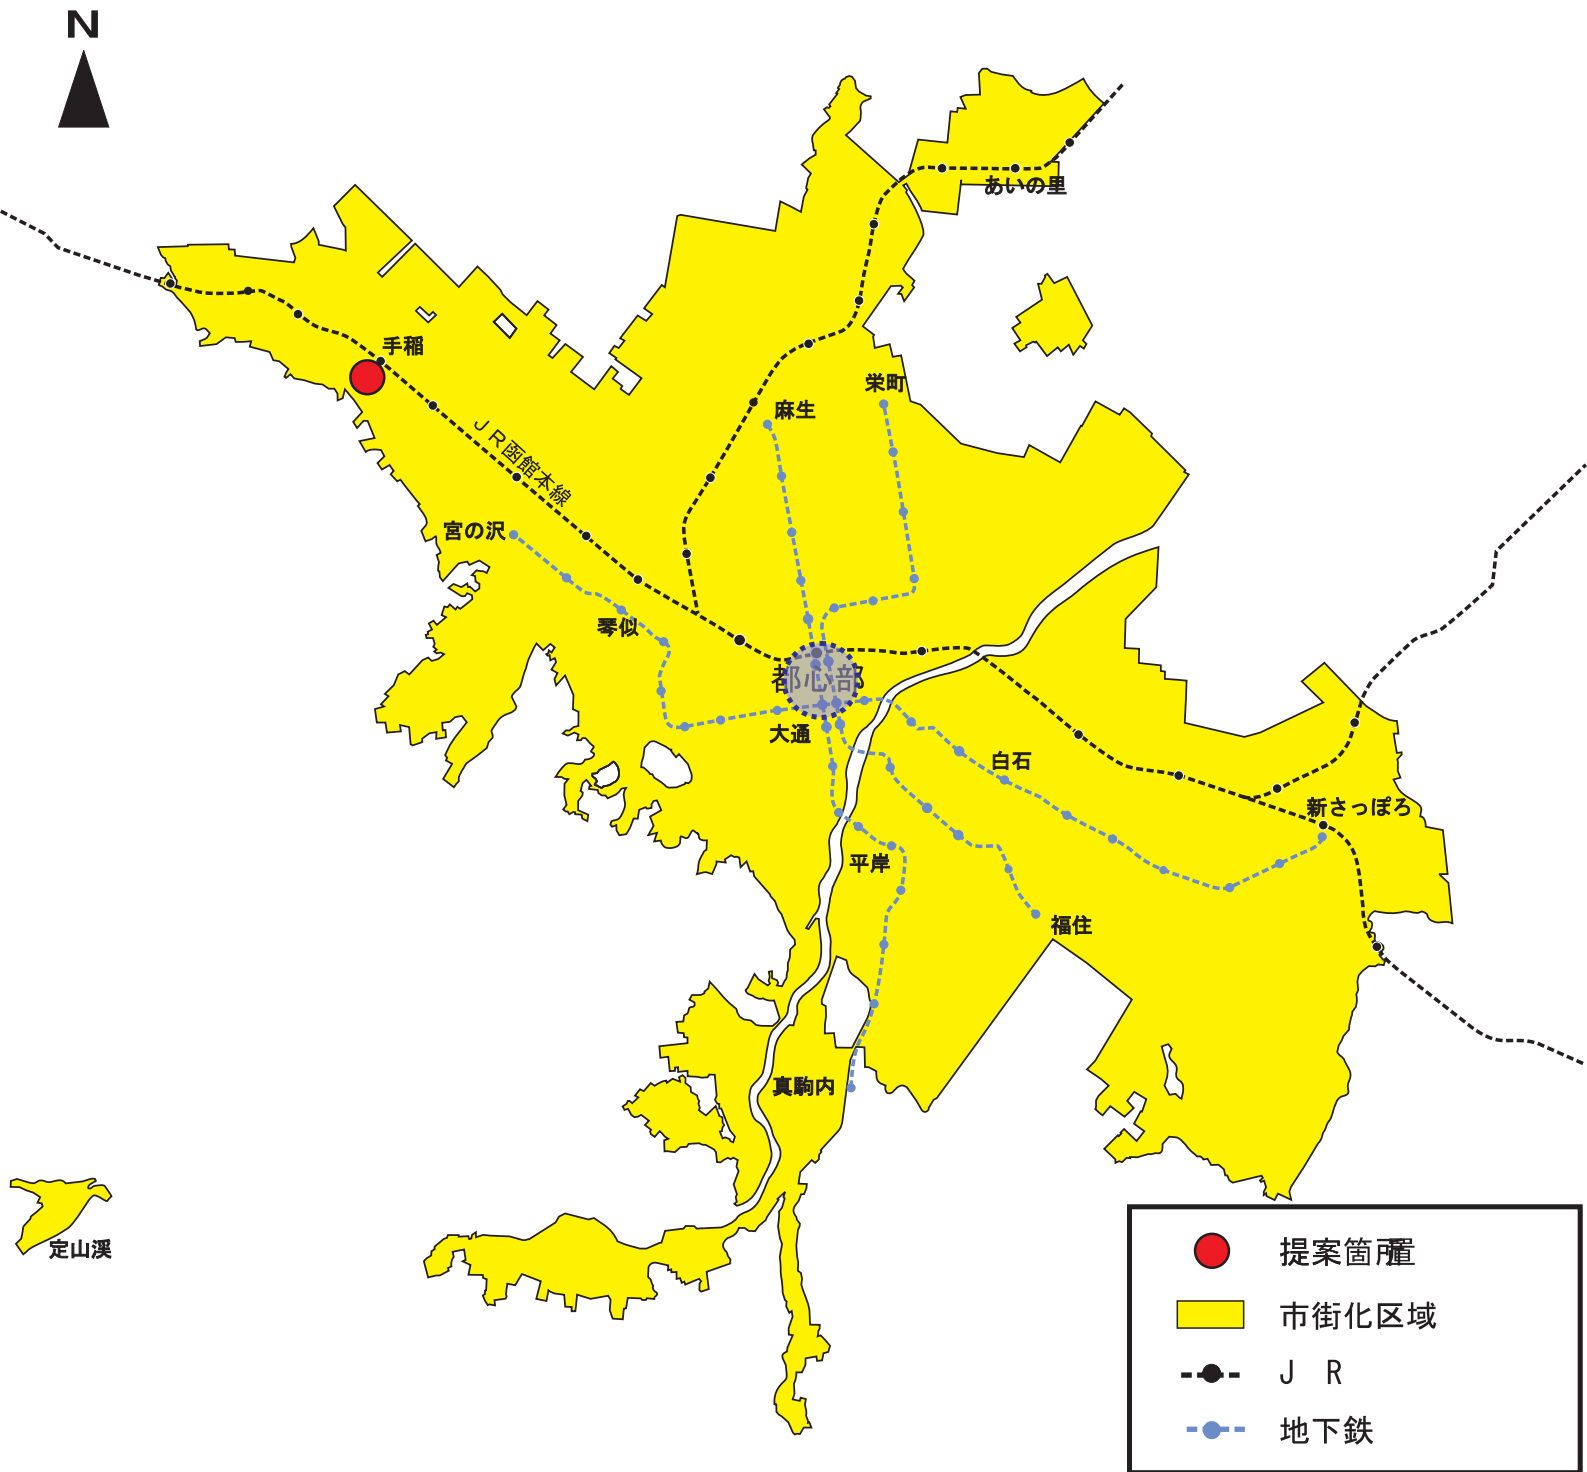 N
あいの里
手稲
栄町
麻生
JR函館本線
宮の沢
琴似
都心部
大通
白石
新さっぽろ
平岸
福住
真駒内
定山渓
提案箇所
市街化区域
J R
地下鉄